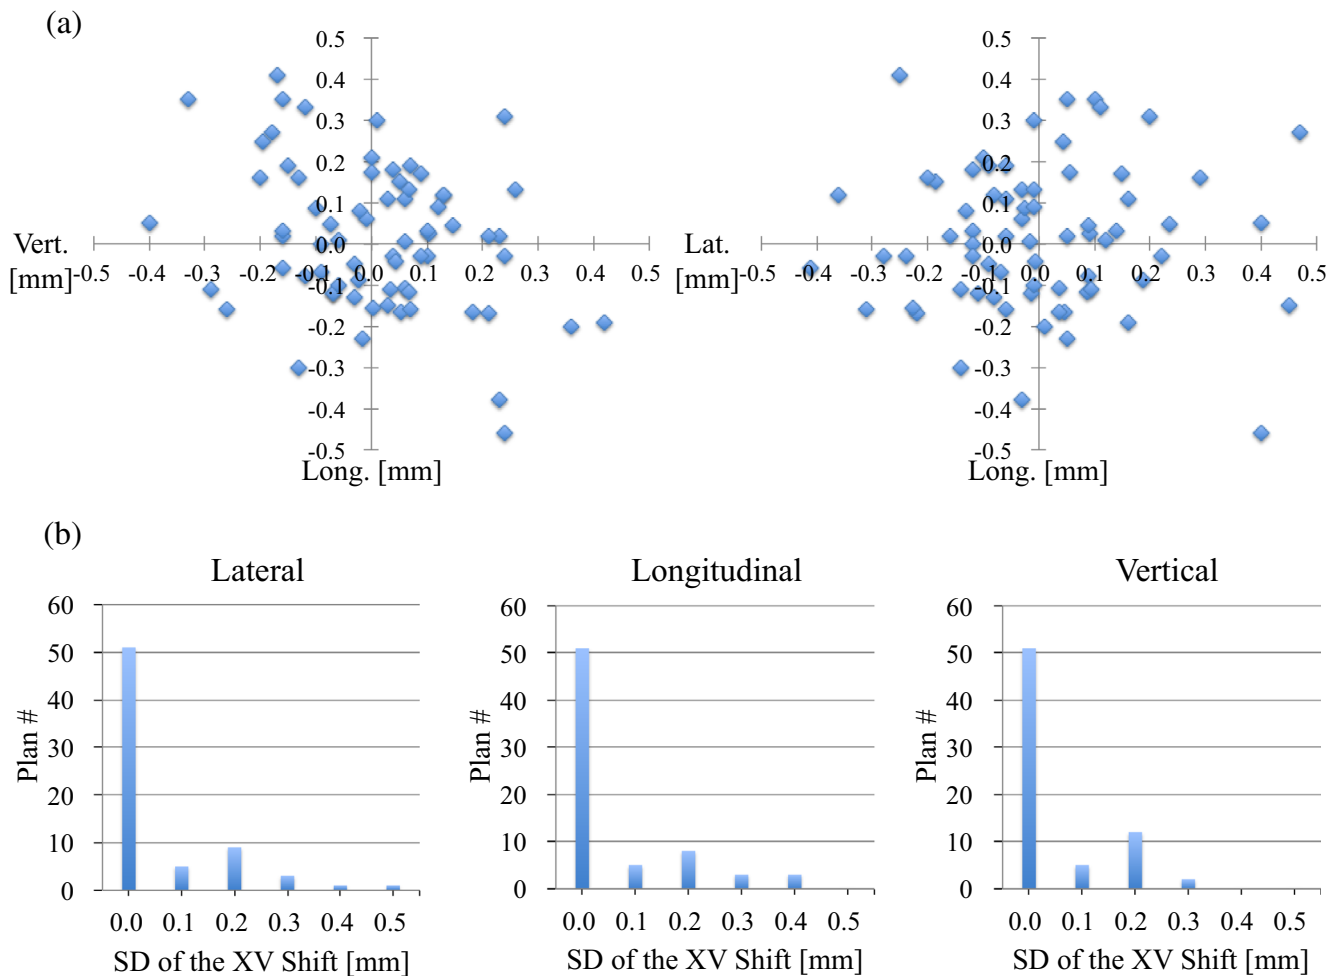 (a)
0.5
0.4
0.3
0.2
0.1
0.0
-0.1
-0.2
-0.3
-0.4
-0.5
Vert.
[mm]
-0.5 -0.4 -0.3 -0.2 -0.1 0.0 0.1 0.2 0.3 0.4 0.5
Long. [mm]
0.5
0.4
0.3
0.2
0.1
0.0
-0.1
-0.2
-0.3
-0.4
-0.5
Lat.
[mm]
-0.5 -0.4 -0.3 -0.2 -0.1 0.0 0.1 0.2 0.3 0.4 0.5
Long. [mm]
(b)
Lateral
60
50
40
30
20
10
0
Plan #
0.0 0.1 0.2 0.3 0.4 0.5
SD of the XV Shift [mm]
Longitudinal
60
50
40
30
20
10
0
Plan #
0.0 0.1 0.2 0.3 0.4 0.5
SD of the XV Shift [mm]
Vertical
60
50
40
30
20
10
0
Plan #
0.0 0.1 0.2 0.3 0.4 0.5
SD of the XV Shift [mm]